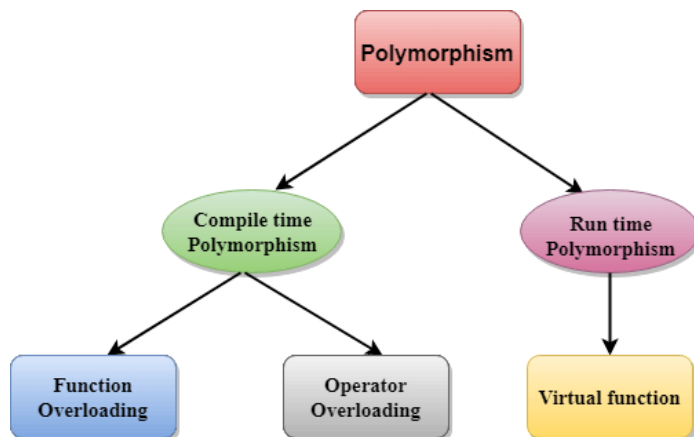 Polymorphism
Compile time
Polymorphism
Run time
Polymorphism
Function
Overloading
Operator
Overloading
Virtual function